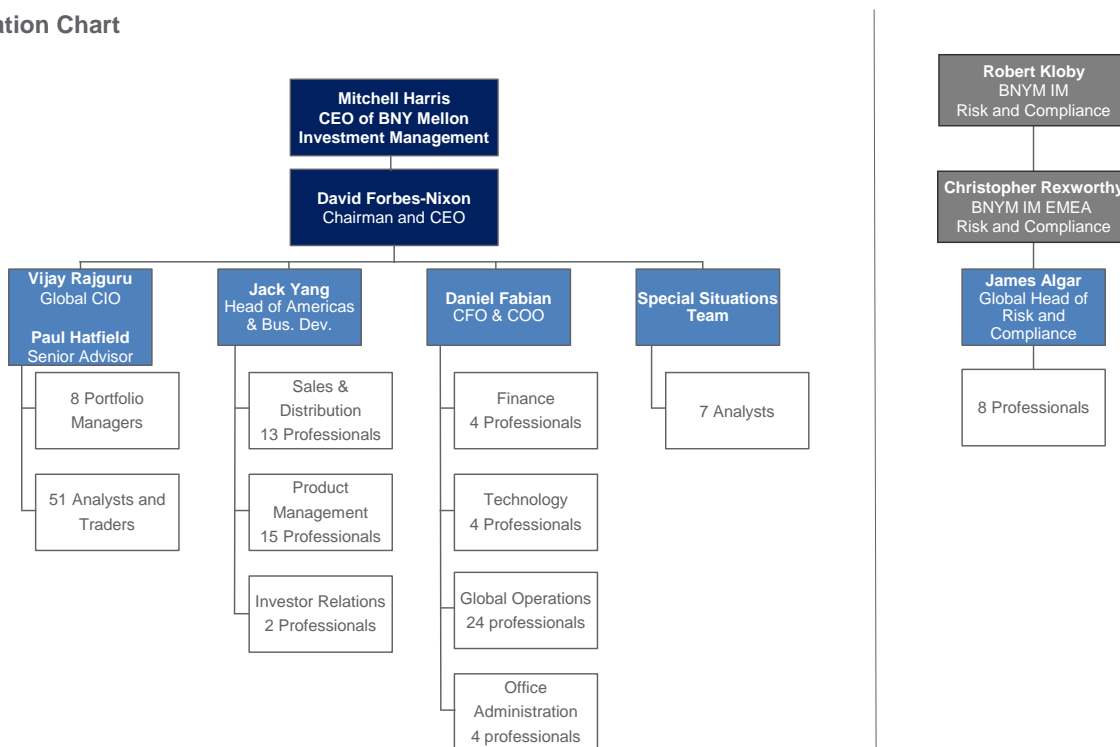 ation Chart
Mitchell Harris
CEO of BNY Mellon
Investment Management
David Forbes-Nixon
Chairman and CEO
Vijay Rajguru
Global CIO
Paul Hatfield
Senior Advisor
8 Portfolio
Managers
51 Analysts and
Traders
Jack Yang
Head of Americas
& Bus. Dev.
Sales &
Distribution
13 Professionals
Product
Management
15 Professionals
Investor Relations
2 Professionals
Daniel Fabian
CFO & COO
Finance
4 Professionals
Technology
4 Professionals
Global Operations
24 professionals
Office
Administration
4 professionals
Special Situations
Team
7 Analysts
Robert Kloby
BNYM IM
Risk and Compliance
Christopher Rexworthy
BNYM IM EMEA
Risk and Compliance
James Algar
Global Head of
Risk and
Compliance
8 Professionals